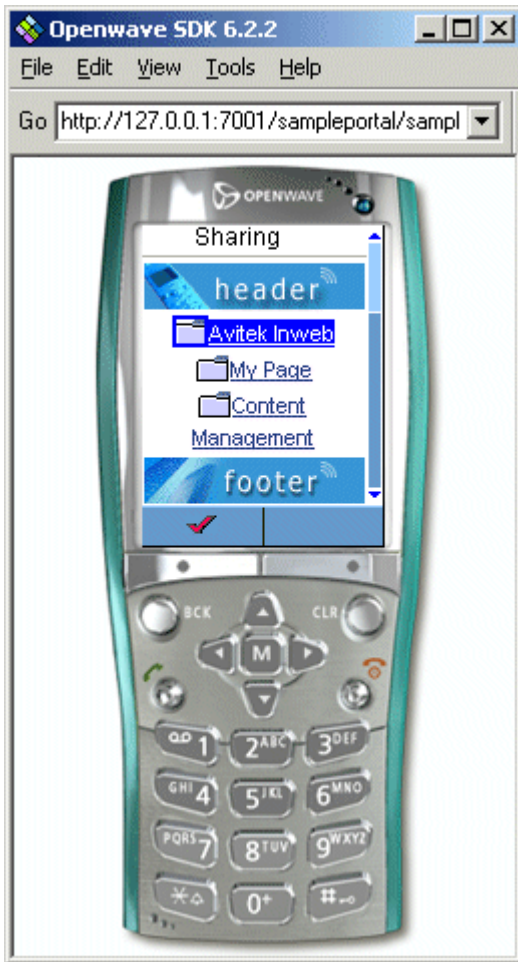 Openwave SDK 6.2.2
File Edit View Tools Help
Go http://127.0.0.1:7001/sampleportal/sampl
OPENWAVE
Sharing
header
Avitek Inweb
My Page
Content
Management
footer
BCK CLR
M
1 2ABC 3DEF
GHI4 5JKL 6MNO
PQRS7 8TUV 9WXYZ
* 0+ #